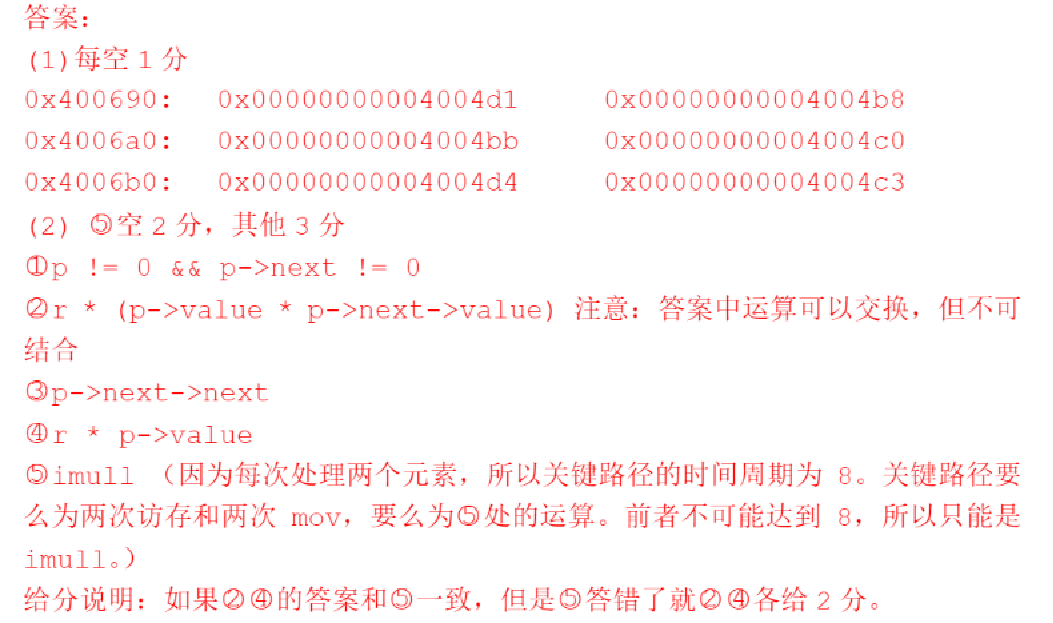 答案：
(1)每空 1 分
0x400690: 0x00000000004004d1 0x00000000004004b8
0x4006a0: 0x00000000004004bb 0x00000000004004c0
0x4006b0: 0x00000000004004d4 0x00000000004004c3
(2) ⑤空 2 分，其他 3 分
①p != 0 && p->next != 0
②r * (p->value * p->next->value) 注意：答案中运算可以交换，但不可
结合
③p->next->next
④r * p->value
⑤imull （因为每次处理两个元素，所以关键路径的时间周期为 8。关键路径要
么为两次访存和两次 mov，要么为⑤处的运算。前者不可能达到 8，所以只能是
imull。）
给分说明：如果②④的答案和⑤一致，但是⑤答错了就②④各给 2 分。